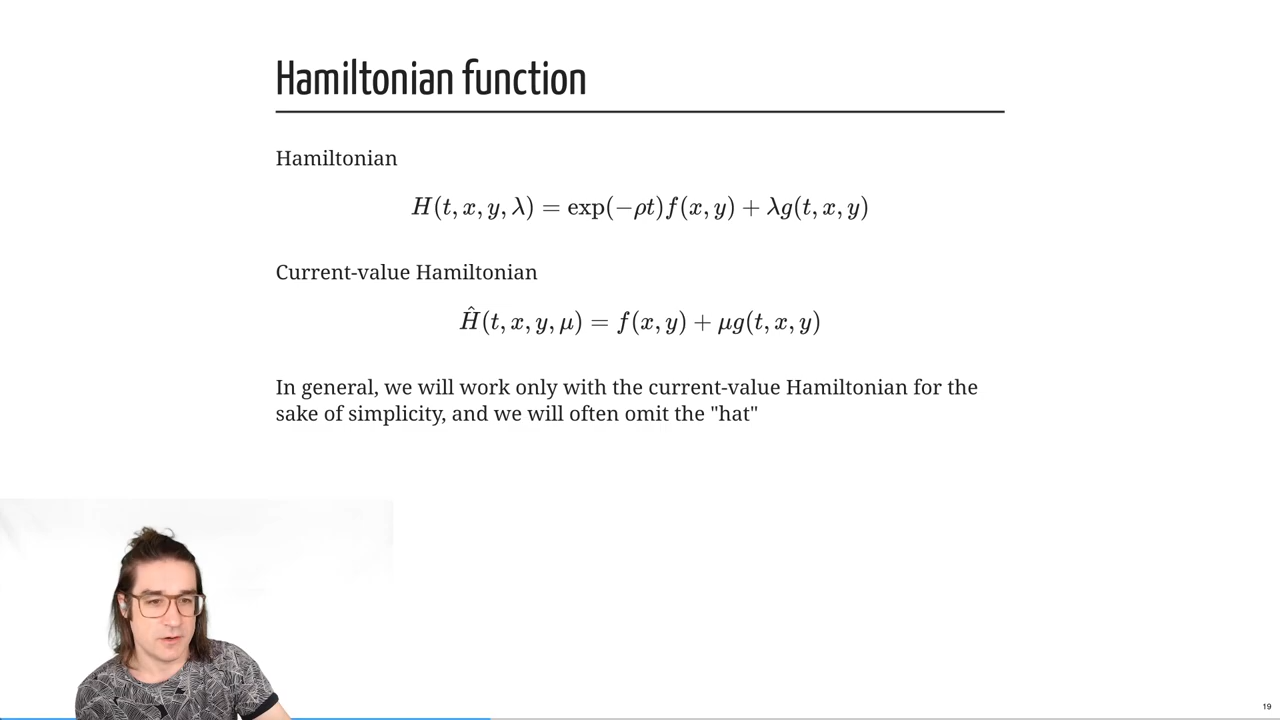 Hamiltonian function
Hamiltonian
H(t, x, y, λ) = exp(−ρt)f(x, y) + λg(t, x, y)
Current-value Hamiltonian
Ĥ(t, x, y, μ) = f(x, y) + μg(t, x, y)
In general, we will work only with the current-value Hamiltonian for the
sake of simplicity, and we will often omit the "hat"
19